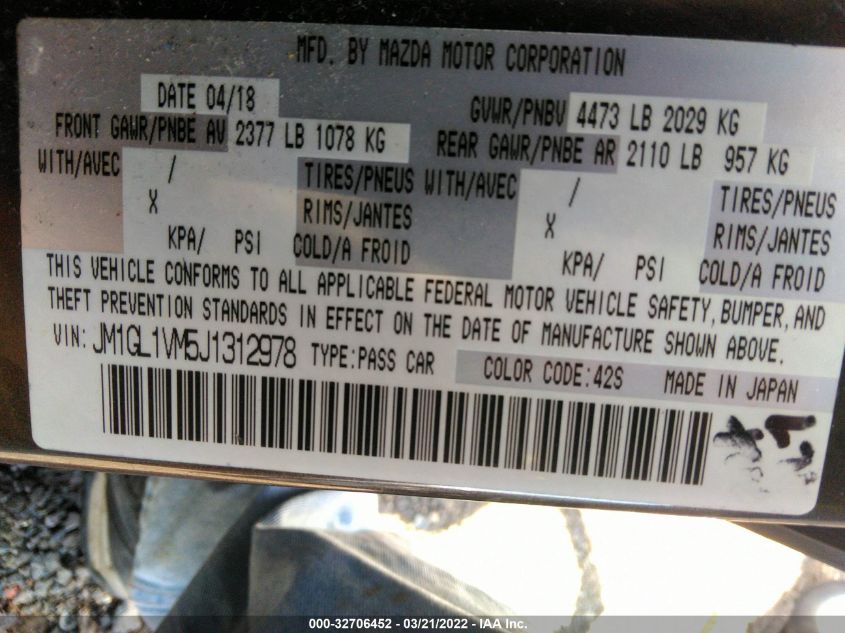 MFD. BY MAZDA MOTOR CORPORATION
DATE 04/18 GVWR/PNBV 4473 LB 2029 KG
FRONT GAWR/PNBE AV 2377 LB 1078 KG REAR GAWR/PNBE AR 2110 LB 957 KG
WITH/AVEC / TIRES/PNEUS WITH/AVEC / TIRES/PNEUS
X RIMS/JANTES X RIMS/JANTES
KPA/ PSI COLD/A FROID KPA/ PSI COLD/A FROID
THIS VEHICLE CONFORMS TO ALL APPLICABLE FEDERAL MOTOR VEHICLE SAFETY, BUMPER, AND
THEFT PREVENTION STANDARDS IN EFFECT ON THE DATE OF MANUFACTURE SHOWN ABOVE.
VIN: JM1GL1VM5J1312978 TYPE:PASS CAR COLOR CODE:42S MADE IN JAPAN
000-32706452 - 03/21/2022 - IAA Inc.